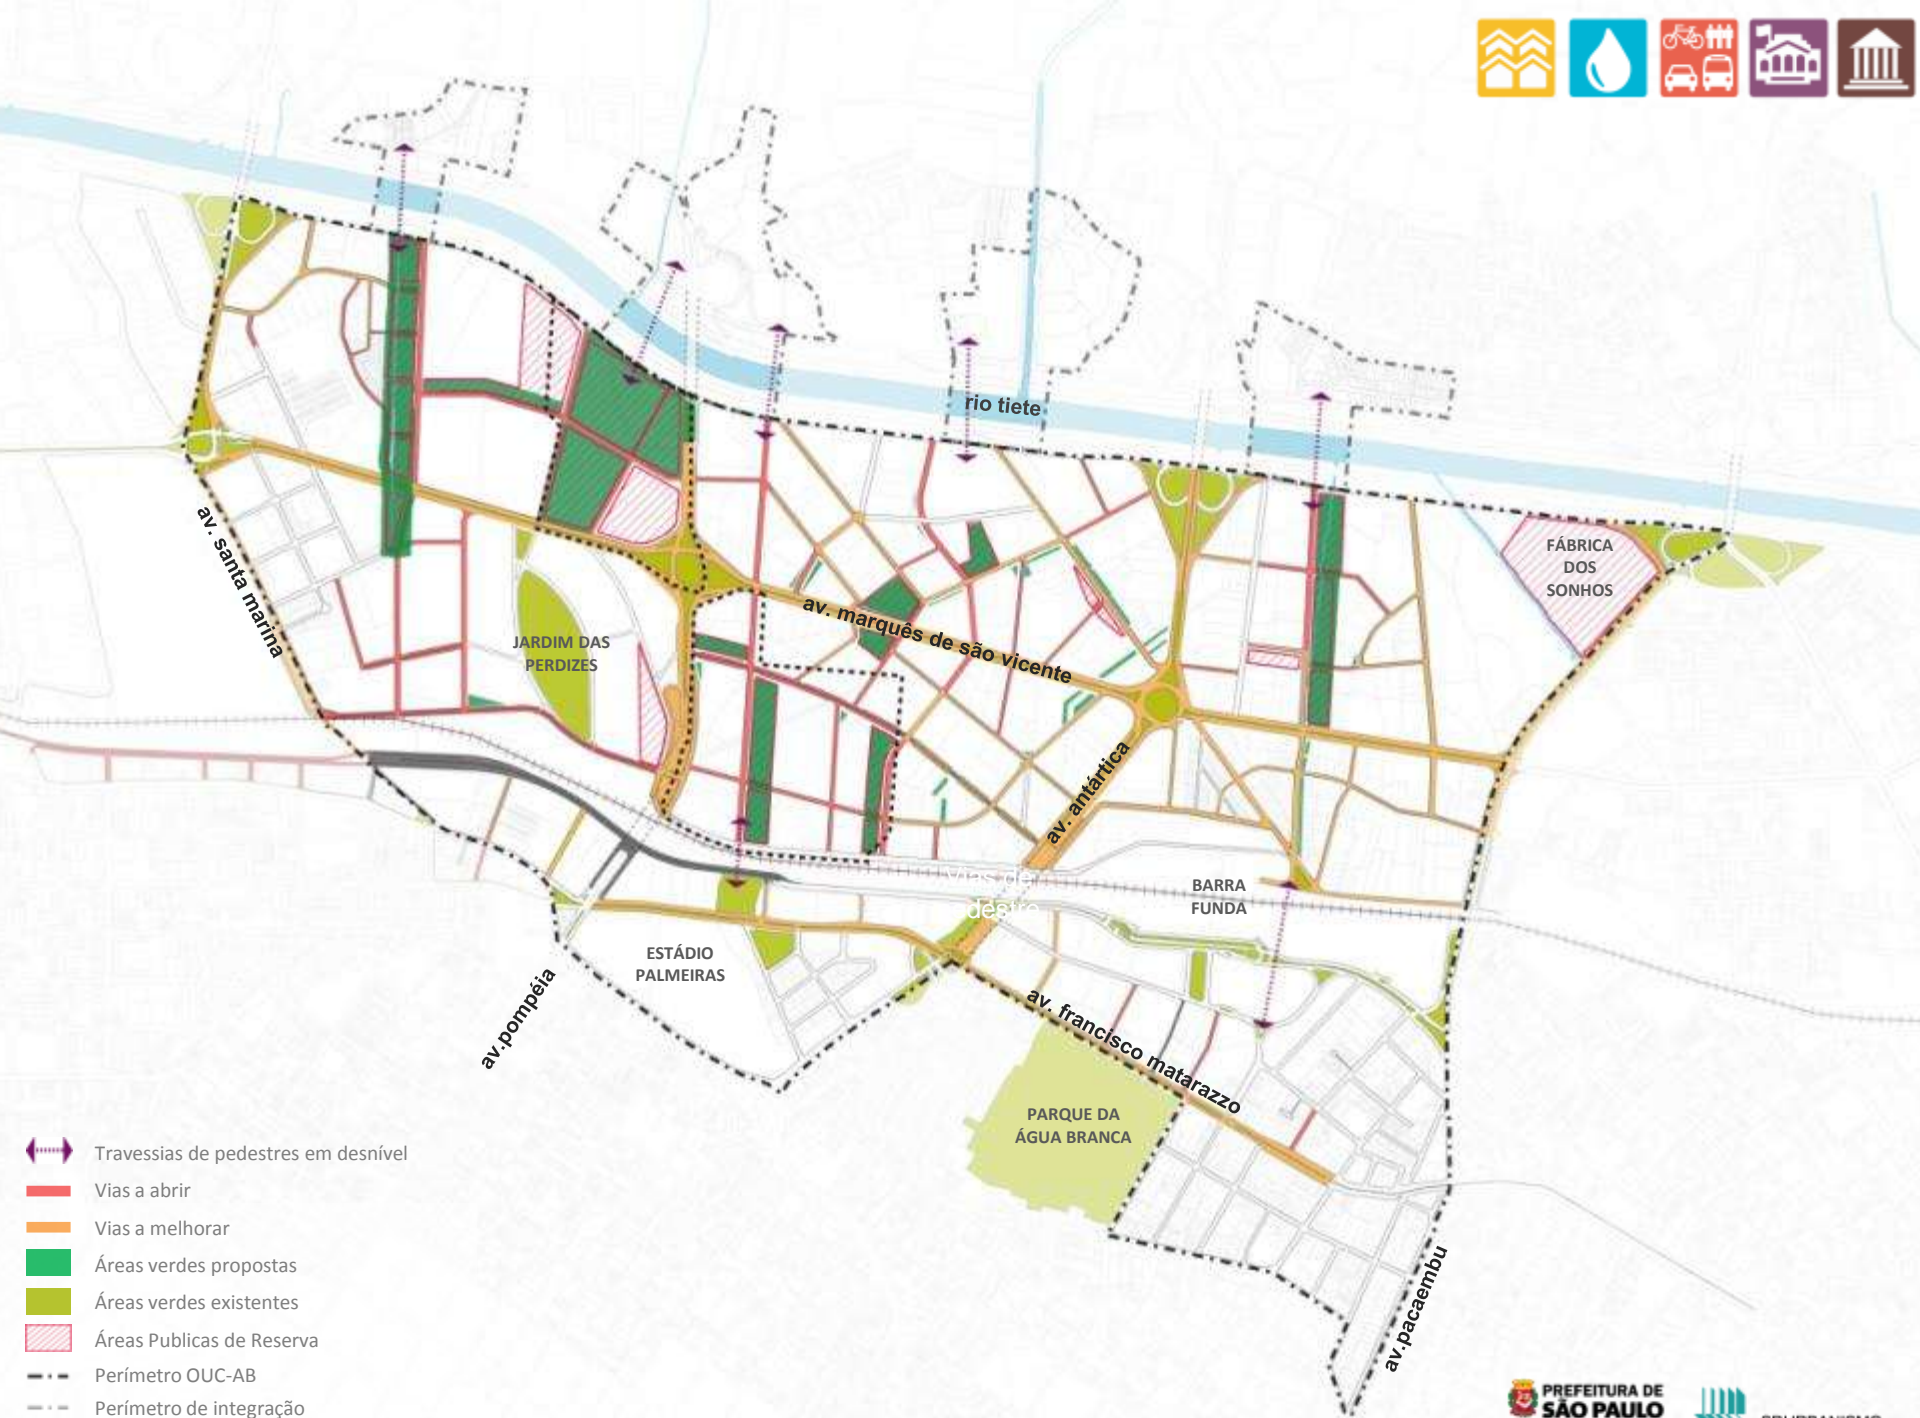 rio tiete
FÁBRICA
DOS
SONHOS
av. santa marina
av. marquês de são vicente
JARDIM DAS
PERDIZES
av. antártica
Vias de
destre
BARRA
FUNDA
ESTÁDIO
PALMEIRAS
av.pompéia
av. francisco matarazzo
PARQUE DA
ÁGUA BRANCA
av.pacaembu
Travessias de pedestres em desnível
Vias a abrir
Vias a melhorar
Áreas verdes propostas
Áreas verdes existentes
Áreas Publicas de Reserva
Perímetro OUC-AB
Perímetro de integração
PREFEITURA DE
SÃO PAULO